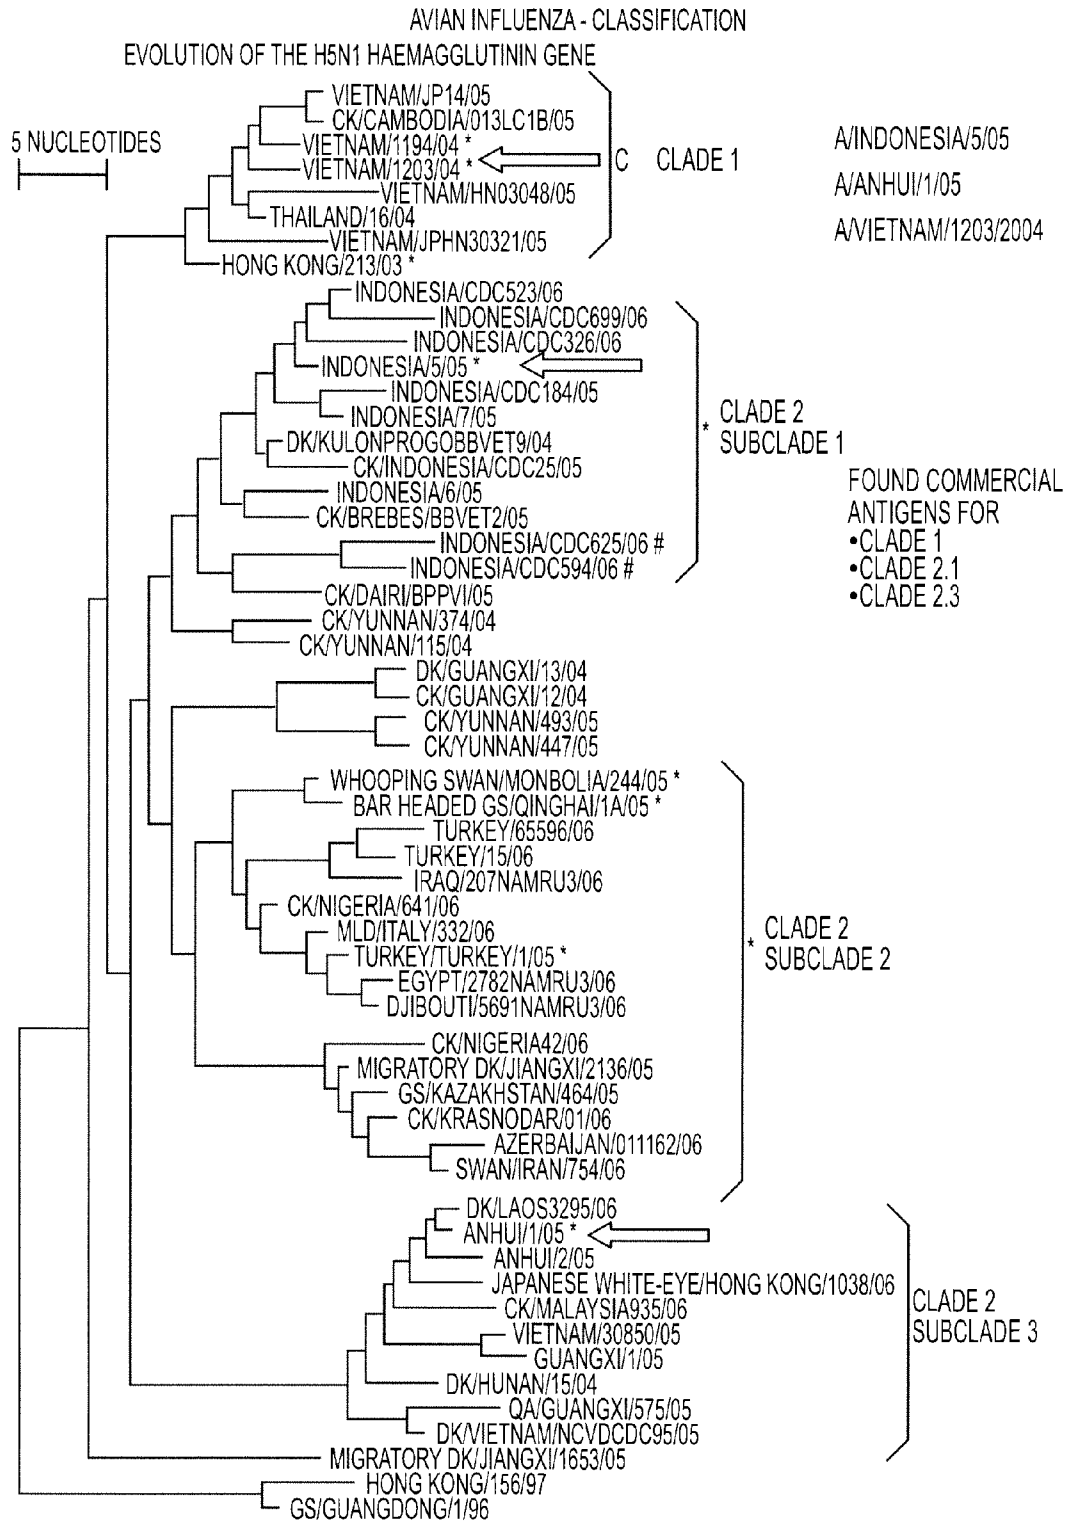 AVIAN INFLUENZA - CLASSIFICATION
EVOLUTION OF THE H5N1 HAEMAGGLUTININ GENE
5 NUCLEOTIDES
VIETNAM/JP14/05
CK/CAMBODIA/013LC1B/05
VIETNAM/1194/04 *
VIETNAM/1203/04 *
VIETNAM/HN03048/05
THAILAND/16/04
VIETNAM/JPHN30321/05
HONG KONG/213/03 *
C CLADE 1
A/INDONESIA/5/05
A/ANHUI/1/05
A/VIETNAM/1203/2004
INDONESIA/CDC523/06
INDONESIA/CDC699/06
INDONESIA/CDC326/06
INDONESIA/5/05 *
INDONESIA/CDC184/05
INDONESIA/7/05
DK/KULONPROGOBBVET9/04
CK/INDONESIA/CDC25/05
INDONESIA/6/05
CK/BREBES/BBVET2/05
INDONESIA/CDC625/06 #
INDONESIA/CDC594/06 #
* CLADE 2
SUBCLADE 1
FOUND COMMERCIAL
ANTIGENS FOR
•CLADE 1
•CLADE 2.1
•CLADE 2.3
CK/DAIRI/BPPVI/05
CK/YUNNAN/374/04
CK/YUNNAN/115/04
DK/GUANGXI/13/04
CK/GUANGXI/12/04
CK/YUNNAN/493/05
CK/YUNNAN/447/05
WHOOPING SWAN/MONBOLIA/244/05 *
BAR HEADED GS/QINGHAI/1A/05 *
TURKEY/65596/06
TURKEY/15/06
IRAQ/207NAMRU3/06
CK/NIGERIA/641/06
MLD/ITALY/332/06
TURKEY/TURKEY/1/05 *
EGYPT/2782NAMRU3/06
DJIBOUTI/5691NAMRU3/06
CK/NIGERIA42/06
MIGRATORY DK/JIANGXI/2136/05
GS/KAZAKHSTAN/464/05
CK/KRASNODAR/01/06
AZERBAIJAN/011162/06
SWAN/IRAN/754/06
* CLADE 2
SUBCLADE 2
DK/LAOS3295/06
ANHUI/1/05 *
ANHUI/2/05
JAPANESE WHITE-EYE/HONG KONG/1038/06
CK/MALAYSIA935/06
VIETNAM/30850/05
GUANGXI/1/05
DK/HUNAN/15/04
QA/GUANGXI/575/05
DK/VIETNAM/NCVDCDC95/05
CLADE 2
SUBCLADE 3
MIGRATORY DK/JIANGXI/1653/05
HONG KONG/156/97
GS/GUANGDONG/1/96